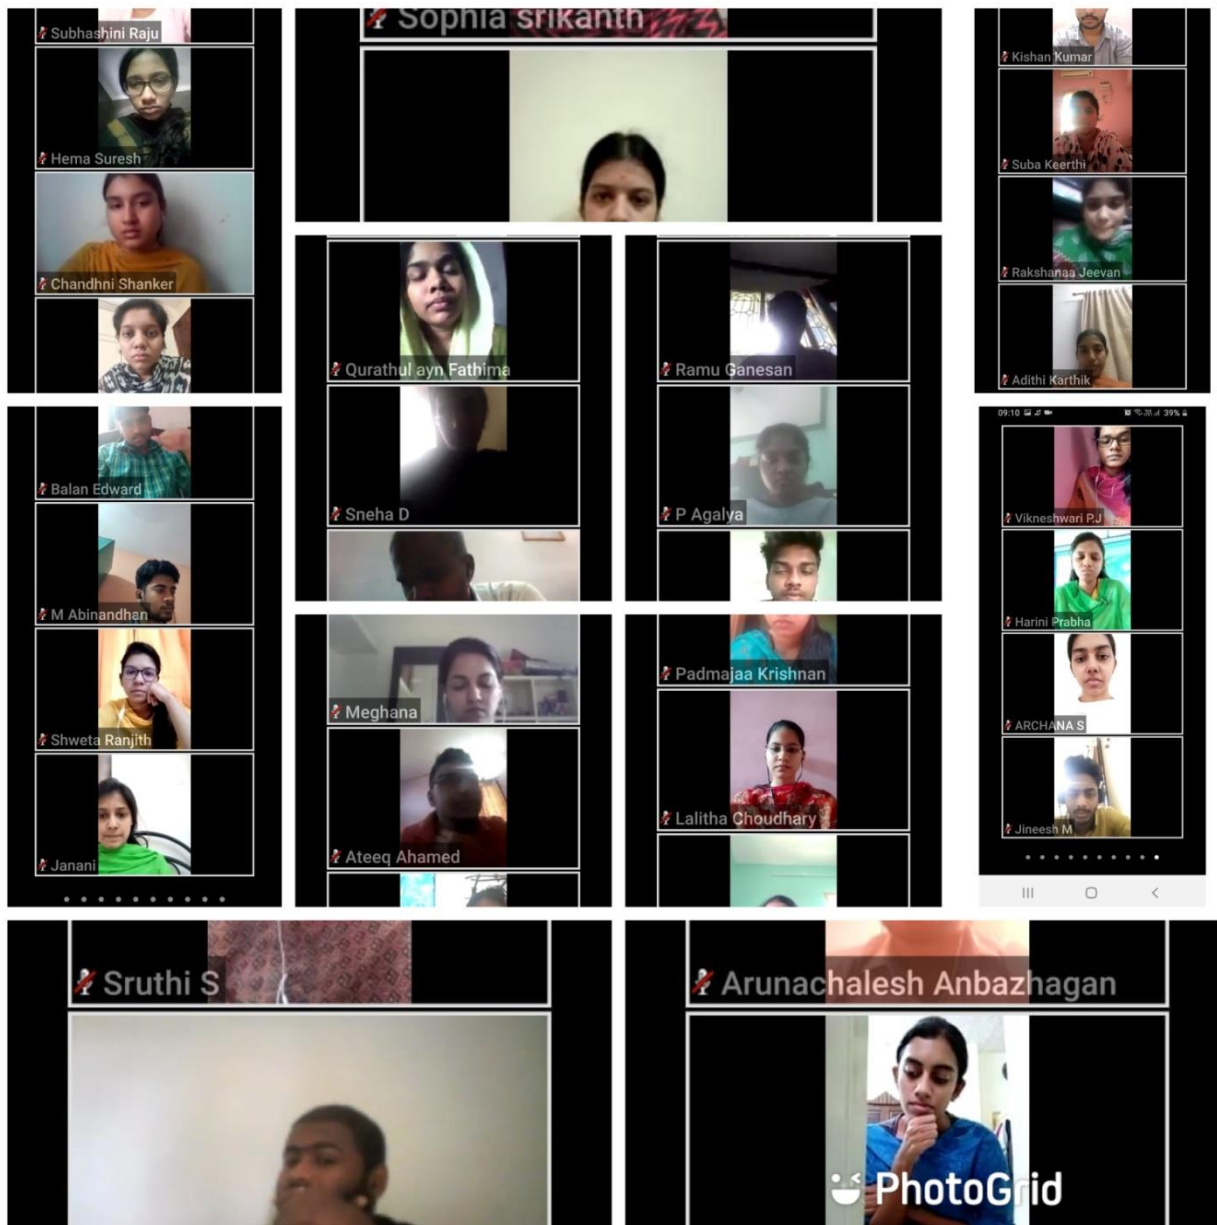 Subhashini Raju
Hema Suresh
Chandhni Shanker
Sophia srikanth
Kishan Kumar
Suba Keerthi
Rakshanaa Jeevan
Adithi Karthik
Qurathul ayn Fathima
Sneha D
Ramu Ganesan
P Agalya
Balan Edward
M Abinandhan
Shweta Ranjith
Janani
Meghana
Ateeq Ahamed
Padmajaa Krishnan
Lalitha Choudhary
09:10 39%
Vikneshwari P.J
Harini Prabha
ARCHANA S
Jineesh M
Sruthi S
Arunachalesh Anbazhagan
PhotoGrid